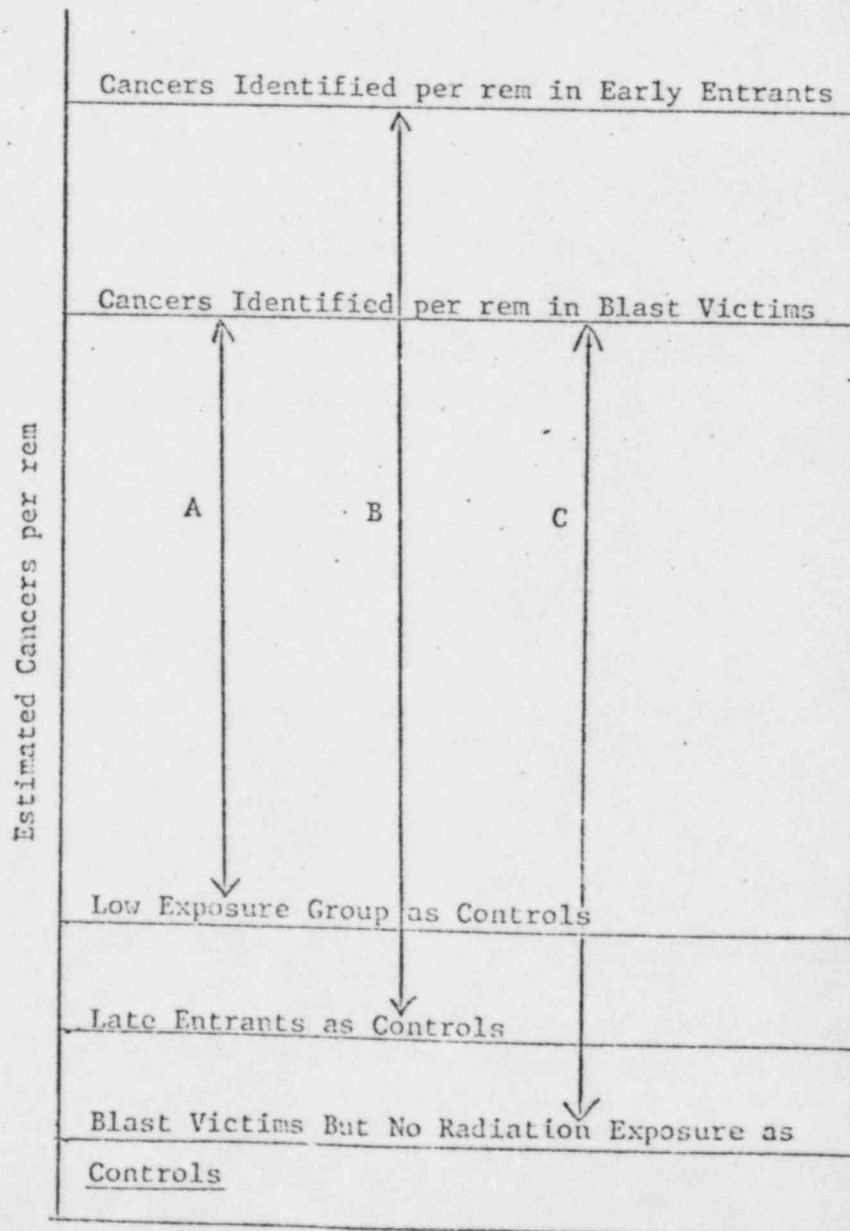 Cancers Identified per rem in Early Entrants
Cancers Identified per rem in Blast Victims
Estimated Cancers per rem
A
B
C
Low Exposure Group as Controls
Late Entrants as Controls
Blast Victims But No Radiation Exposure as
Controls